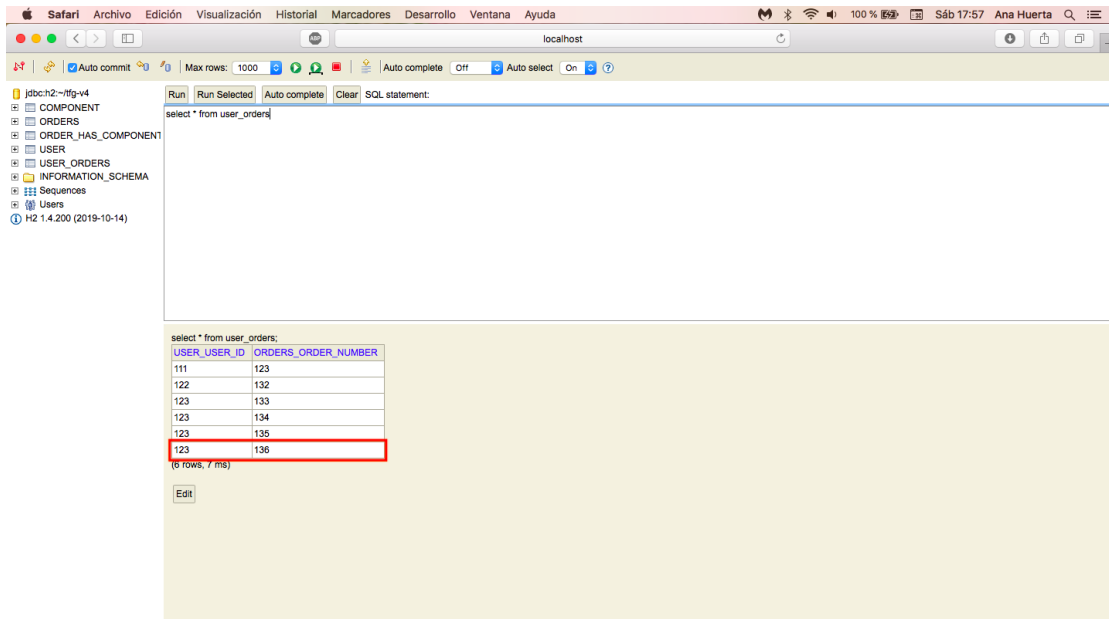 Safari Archivo Edición Visualización Historial Marcadores Desarrollo Ventana Ayuda 100 % Sáb 17:57 Ana Huerta
ABP localhost
Auto commit Max rows: 1000 Auto complete Off Auto select On
jdbc:h2:~/tfg-v4
COMPONENT
ORDERS
ORDER_HAS_COMPONENT
USER
USER_ORDERS
INFORMATION_SCHEMA
Sequences
Users
H2 1.4.200 (2019-10-14)
Run Run Selected Auto complete Clear SQL statement:
select * from user_orders
select * from user_orders;
USER_USER_ID ORDERS_ORDER_NUMBER
111 123
122 132
123 133
123 134
123 135
123 136
(6 rows, 7 ms)
Edit